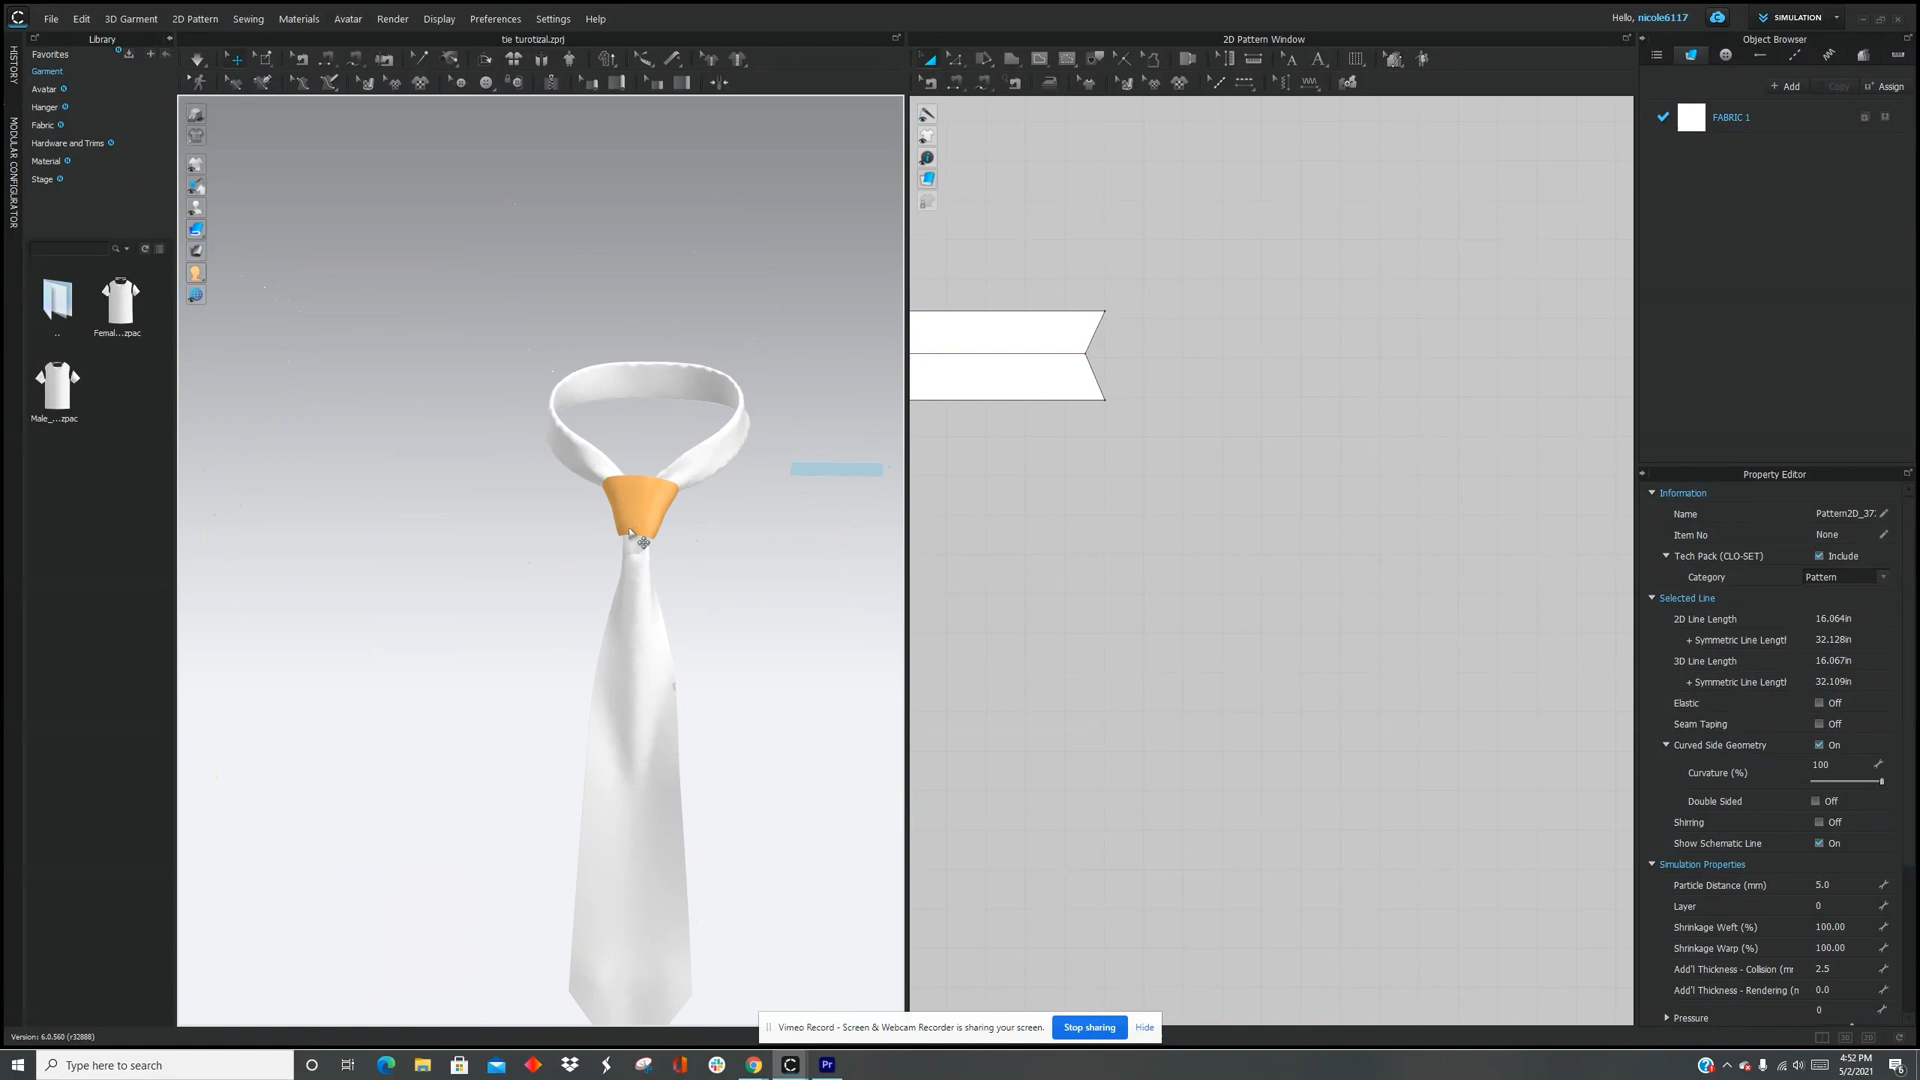 File Edit 3D Garment 2D Pattern Sewing Materials Avatar Render Display Preferences Settings Help
Hello, nicole6117
SIMULATION
HISTORY
MODULAR CONFIGURATOR
Library
tie turotizal.zprj
2D Pattern Window
Object Browser
Favorites
Garment
Avatar
Hanger
Fabric
Hardware and Trims
Material
Stage
..
Femal...zpac
Male_...zpac
+ Add
Copy
Assign
FABRIC 1
Property Editor
Information
Name Pattern2D_37
Item No None
Tech Pack (CLO-SET) Include
Category Pattern
Selected Line
2D Line Length 16.064in
+ Symmetric Line Length 32.128in
3D Line Length 16.067in
+ Symmetric Line Length 32.109in
Elastic Off
Seam Taping Off
Curved Side Geometry On
Curvature (%) 100
Double Sided Off
Shirring Off
Show Schematic Line On
Simulation Properties
Particle Distance (mm) 5.0
Layer 0
Shrinkage Weft (%) 100.00
Shrinkage Warp (%) 100.00
Add'l Thickness - Collision (m 2.5
Add'l Thickness - Rendering (n 0.0
Pressure 0
Version: 6.0.560 (r32888)
Vimeo Record - Screen & Webcam Recorder is sharing your screen. Stop sharing Hide
Type here to search
4:52 PM
5/2/2021